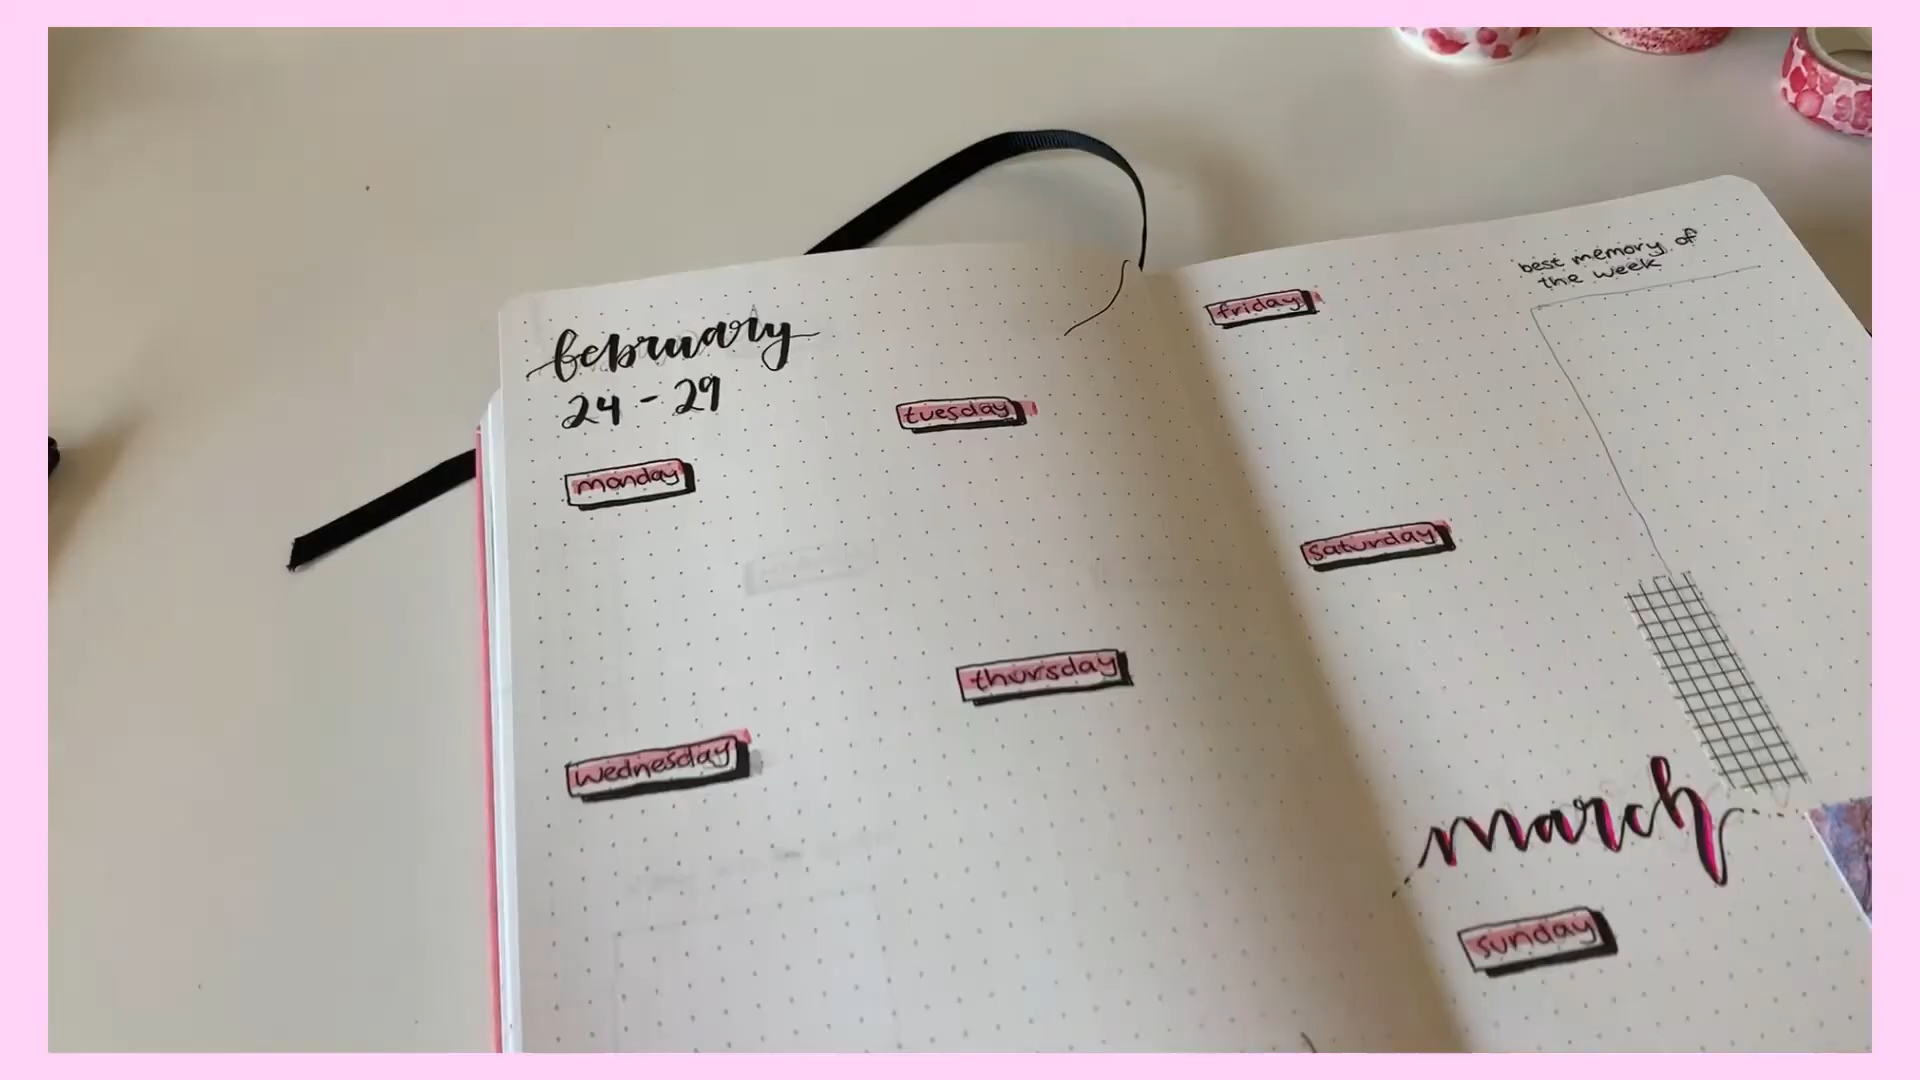 february
24 - 29
monday
tuesday
wednesday
thursday
friday
best memory of
the week
saturday
march
sunday